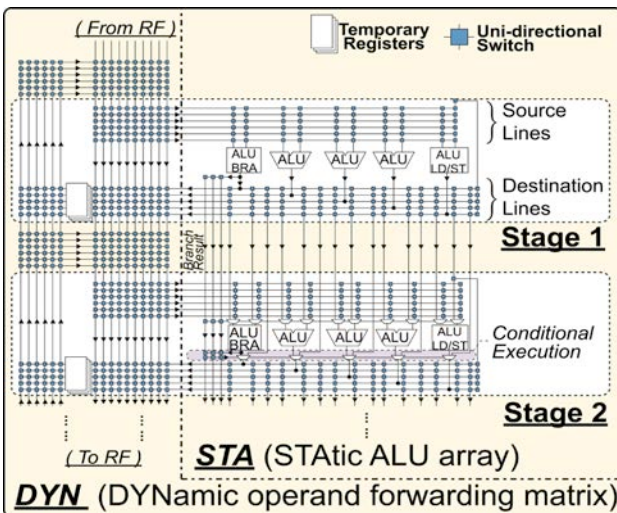 ( From RF )
Temporary
Registers
Uni-directional
Switch
Source
Lines
ALU
BRA
ALU
ALU
ALU
ALU
LD/ST
Destination
Lines
Stage 1
Branch
Result
ALU
BRA
ALU
ALU
ALU
ALU
LD/ST
Conditional
Execution
Stage 2
( To RF )
STA (STAtic ALU array)
DYN (DYNamic operand forwarding matrix)